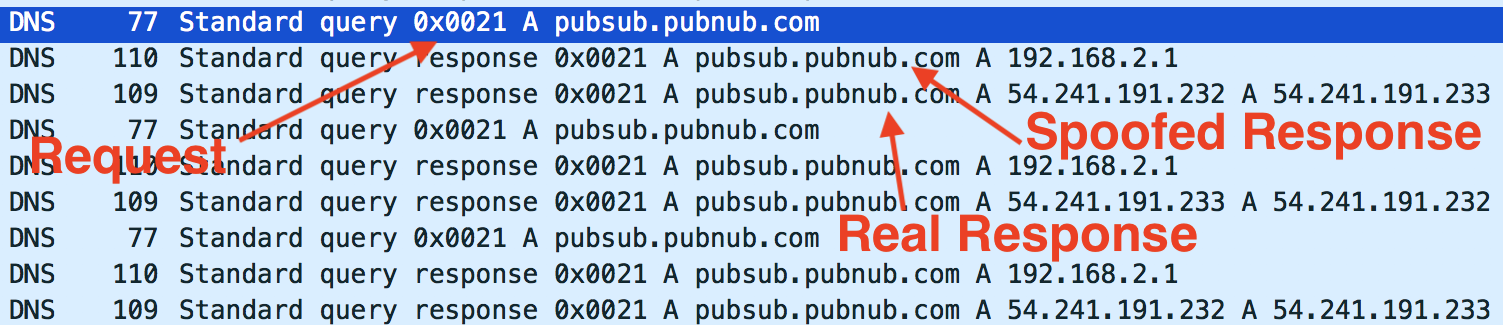 DNS 77 Standard query 0x0021 A pubsub.pubnub.com
DNS 110 Standard query response 0x0021 A pubsub.pubnub.com A 192.168.2.1
DNS 109 Standard query response 0x0021 A pubsub.pubnub.com A 54.241.191.232 A 54.241.191.233
DNS 77 Standard query 0x0021 A pubsub.pubnub.com
Spoofed Response
Request
DNS 110 Standard query response 0x0021 A pubsub.pubnub.com A 192.168.2.1
DNS 109 Standard query response 0x0021 A pubsub.pubnub.com A 54.241.191.233 A 54.241.191.232
DNS 77 Standard query 0x0021 A pubsub.pubnub.com
Real Response
DNS 110 Standard query response 0x0021 A pubsub.pubnub.com A 192.168.2.1
DNS 109 Standard query response 0x0021 A pubsub.pubnub.com A 54.241.191.232 A 54.241.191.233